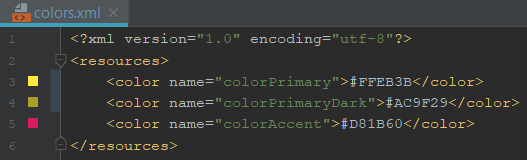 colors.xml
1 <?xml version="1.0" encoding="utf-8"?>
2 <resources>
3 <color name="colorPrimary">#FFEB3B</color>
4 <color name="colorPrimaryDark">#AC9F29</color>
5 <color name="colorAccent">#D81B60</color>
6 </resources>